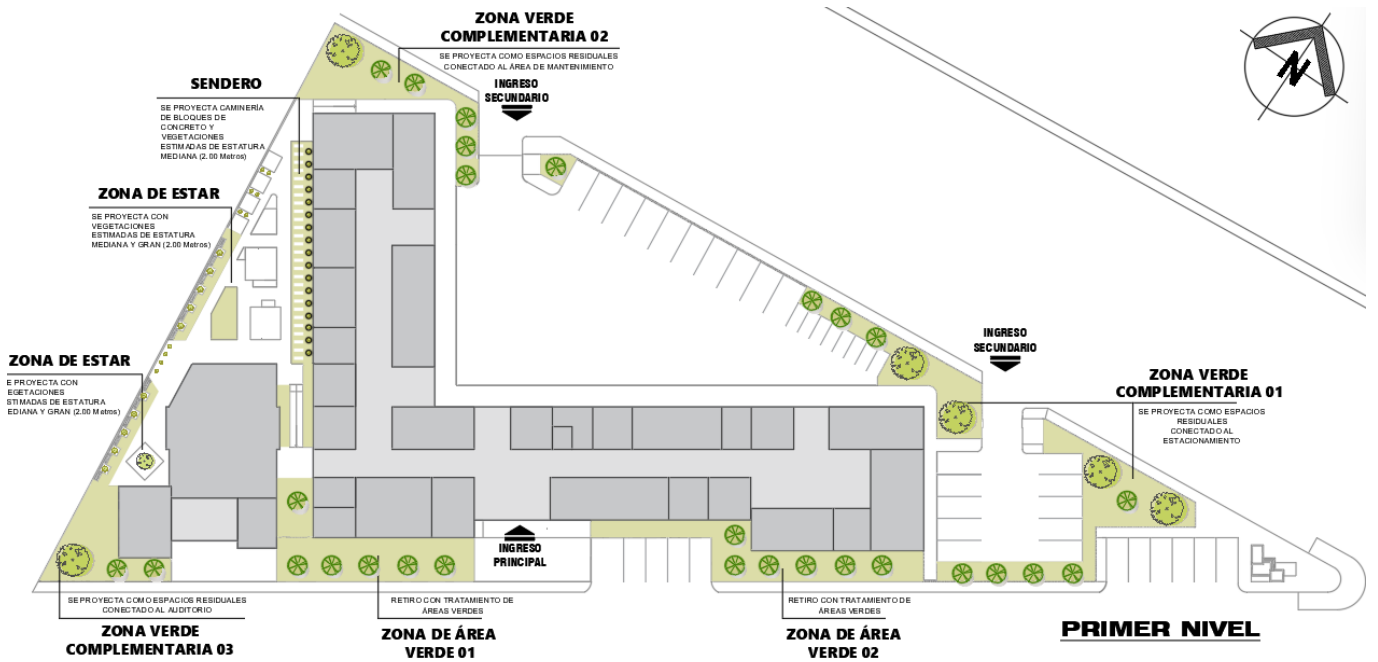 ZONA VERDE
COMPLEMENTARIA 02
SE PROYECTA COMO ESPACIOS RESIDUALES
CONECTADO AL ÁREA DE MANTENIMIENTO
INGRESO
SECUNDARIO
N
SENDERO
SE PROYECTA CAMINERÍA
DE BLOQUES DE
CONCRETO Y
VEGETACIONES
ESTIMADAS DE ESTATURA
MEDIANA (2.00 Metros)
ZONA DE ESTAR
SE PROYECTA CON
VEGETACIONES
ESTIMADAS DE ESTATURA
MEDIANA Y GRAN (2.00 Metros)
ZONA DE ESTAR
E PROYECTA CON
EGETACIONES
STIMADAS DE ESTATURA
EDIANA Y GRAN (2.00 Metros)
INGRESO
SECUNDARIO
ZONA VERDE
COMPLEMENTARIA 01
SE PROYECTA COMO ESPACIOS
RESIDUALES
CONECTADO AL
ESTACIONAMIENTO
INGRESO
PRINCIPAL
SE PROYECTA COMO ESPACIOS RESIDUALES
CONECTADO AL AUDITORIO
ZONA VERDE
COMPLEMENTARIA 03
RETIRO CON TRATAMIENTO DE
ÁREAS VERDES
ZONA DE ÁREA
VERDE 01
RETIRO CON TRATAMIENTO DE
ÁREAS VERDES
ZONA DE ÁREA
VERDE 02
PRIMER NIVEL